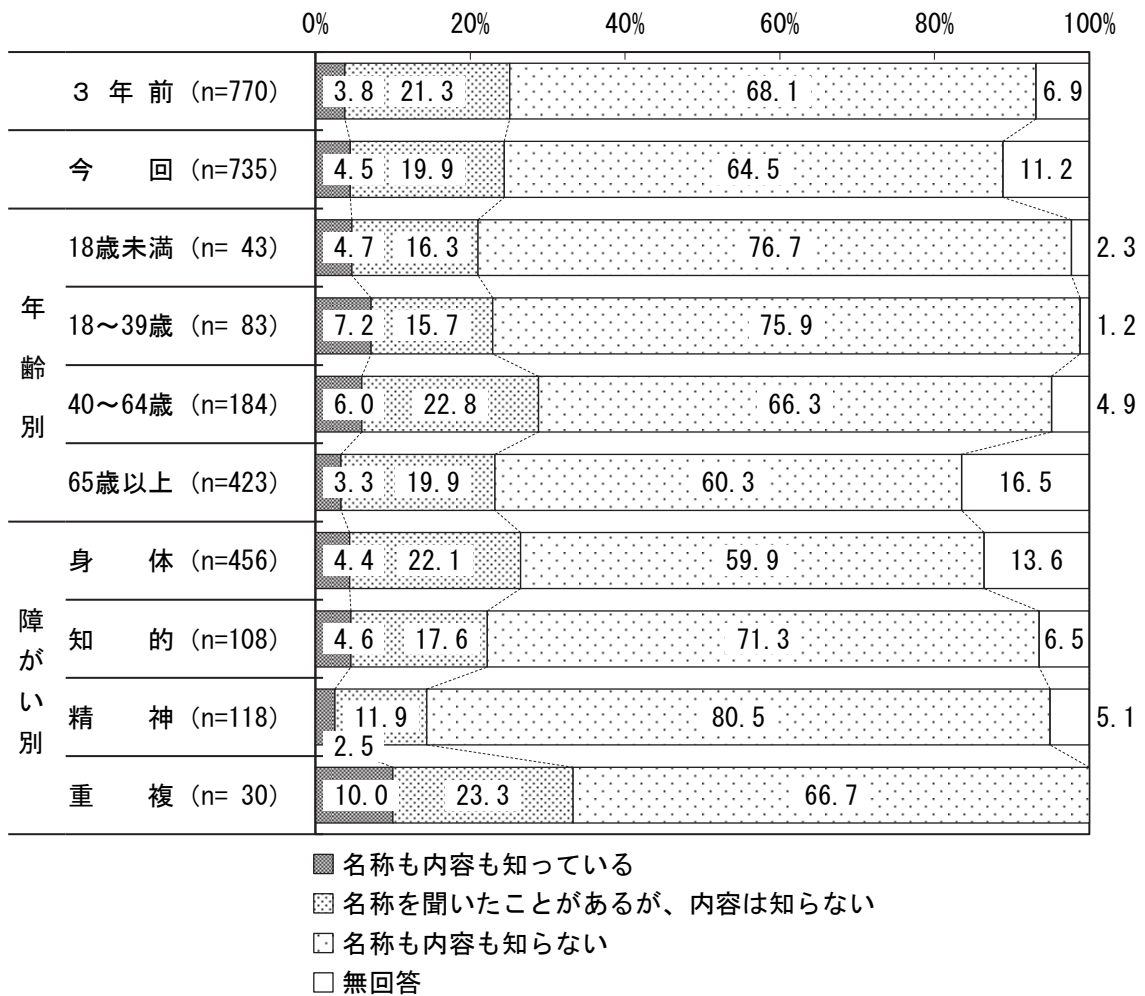 0% 20% 40% 60% 80% 100%
3 年 前 (n=770) 3.8 21.3 68.1 6.9
今 回 (n=735) 4.5 19.9 64.5 11.2
年齢別
18歳未満 (n= 43) 4.7 16.3 76.7 2.3
18～39歳 (n= 83) 7.2 15.7 75.9 1.2
40～64歳 (n=184) 6.0 22.8 66.3 4.9
65歳以上 (n=423) 3.3 19.9 60.3 16.5
障がい別
身 体 (n=456) 4.4 22.1 59.9 13.6
知 的 (n=108) 4.6 17.6 71.3 6.5
精 神 (n=118) 2.5 11.9 80.5 5.1
重 複 (n= 30) 10.0 23.3 66.7
名称も内容も知っている
名称を聞いたことがあるが、内容は知らない
名称も内容も知らない
無回答